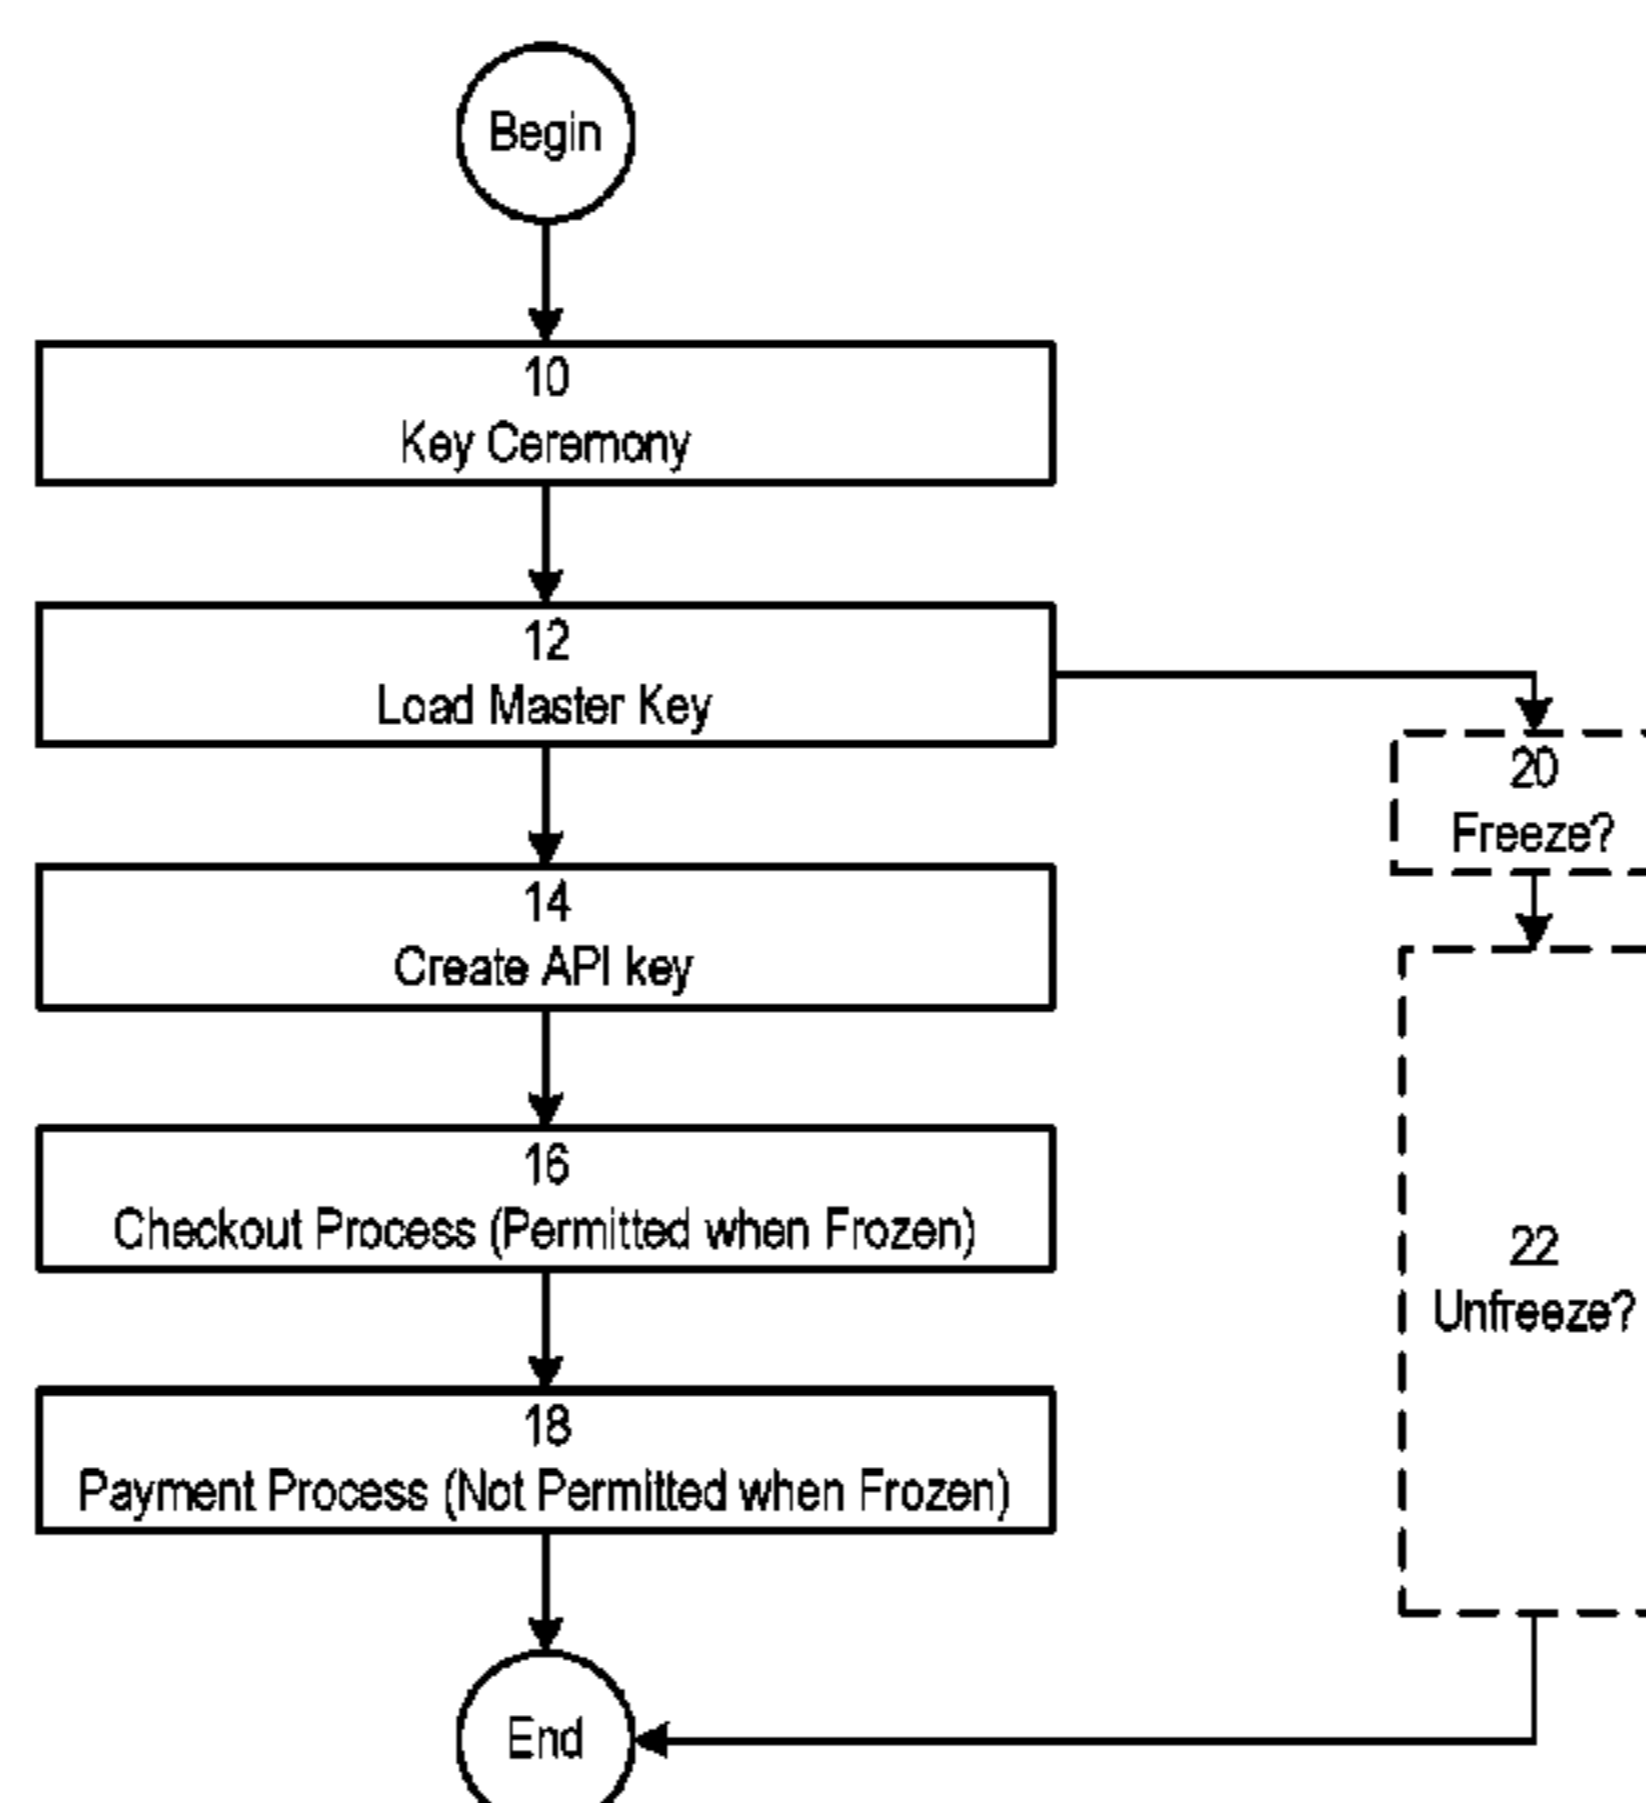 Begin
10
Key Ceremony
12
Load Master Key
14
Create API key
16
Checkout Process (Permitted when Frozen)
18
Payment Process (Not Permitted when Frozen)
End
20
Freeze?
22
Unfreeze?